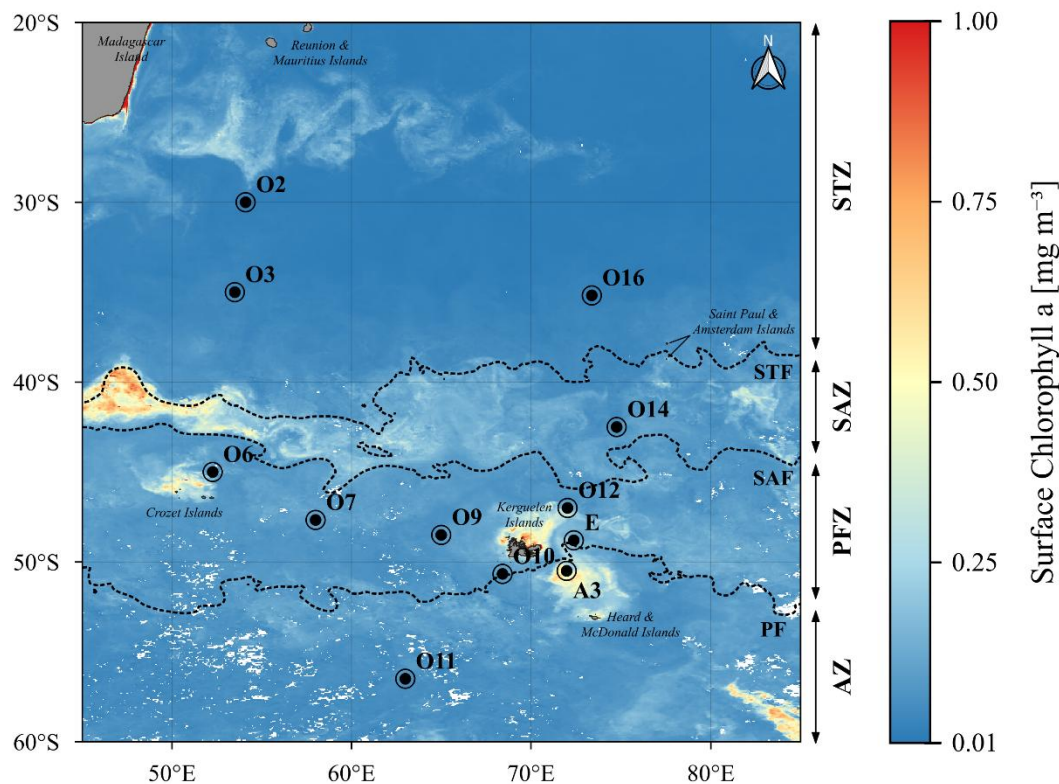 20°S
30°S
40°S
50°S
60°S
50°E
60°E
70°E
80°E
Madagascar
Island
Reunion &
Mauritius Islands
N
O2
O3
O16
Saint Paul &
Amsterdam Islands
STF
O14
SAF
O6
Crozet Islands
O7
O9
Kerguelen
Islands
O12
E
O10
A3
Heard &
McDonald Islands
PF
O11
STZ
SAZ
PFZ
AZ
1.00
0.75
0.50
0.25
0.01
Surface Chlorophyll a [mg m⁻³]